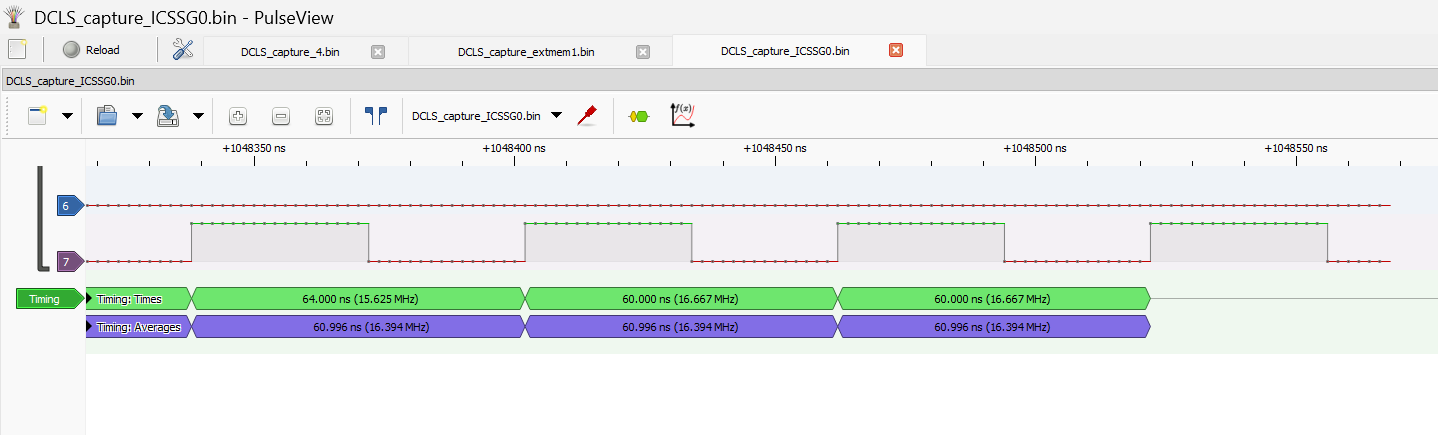 DCLS_capture_ICSSG0.bin - PulseView
Reload DCLS_capture_4.bin DCLS_capture_extmem1.bin DCLS_capture_ICSSG0.bin
DCLS_capture_ICSSG0.bin
DCLS_capture_ICSSG0.bin f(x)
+1048350 ns +1048400 ns +1048450 ns +1048500 ns +1048550 ns
6
7
Timing Timing: Times 64.000 ns (15.625 MHz) 60.000 ns (16.667 MHz) 60.000 ns (16.667 MHz)
Timing: Averages 60.996 ns (16.394 MHz) 60.996 ns (16.394 MHz) 60.996 ns (16.394 MHz)